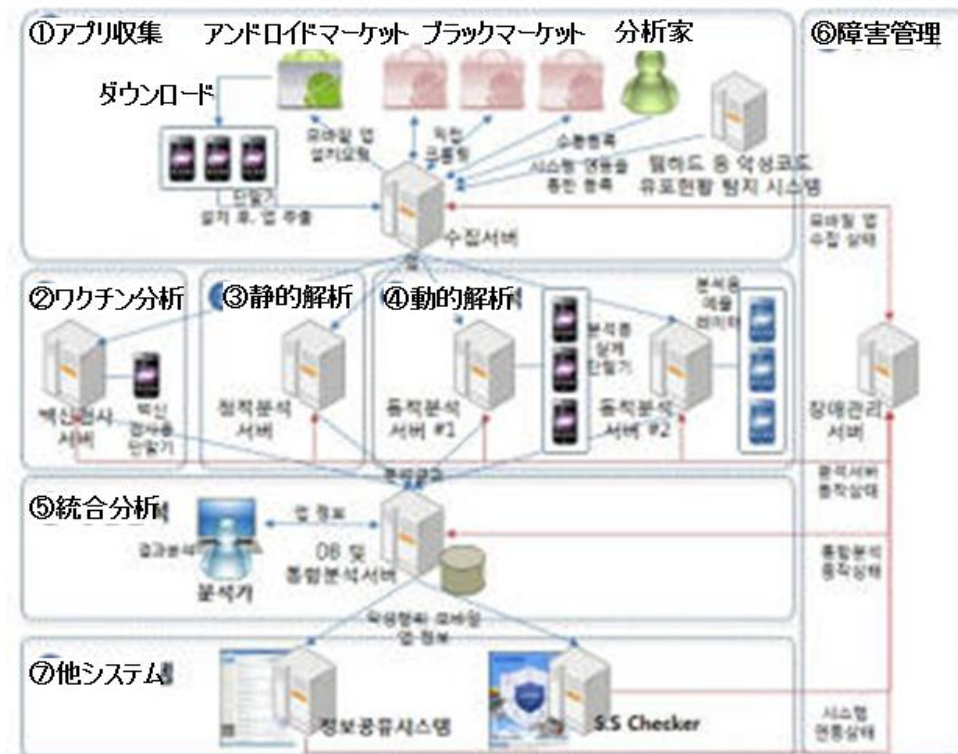 ①アプリ収集
アンドロイドマーケット
ブラックマーケット
分析家
⑥障害管理
ダウンロード
모바일 앱
설치요청
직접
크롤링
수동등록
시스템 연동을
통한 등록
웹하드 등 악성코드
유포현황 탐지 시스템
단말기
설치 후, 앱 추출
수집서버
모바일 앱
수집 상태
앱
②ワクチン分析
③静的解析
④動的解析
백신검사
서버
백신
검사용
단말기
정적분석
서버
동적분석
서버 #1
분석용
실제
단말기
동적분석
서버 #2
분석용
에뮬
레이터
장애관리
서버
분석결과
분석서버
동작상태
⑤統合分析
결과분석
분석가
앱 정보
DB 및
통합분석서버
통합분석
동작상태
악성행위 모바일
앱 정보
⑦他システム
정보공유시스템
S.S Checker
시스템
연동상태